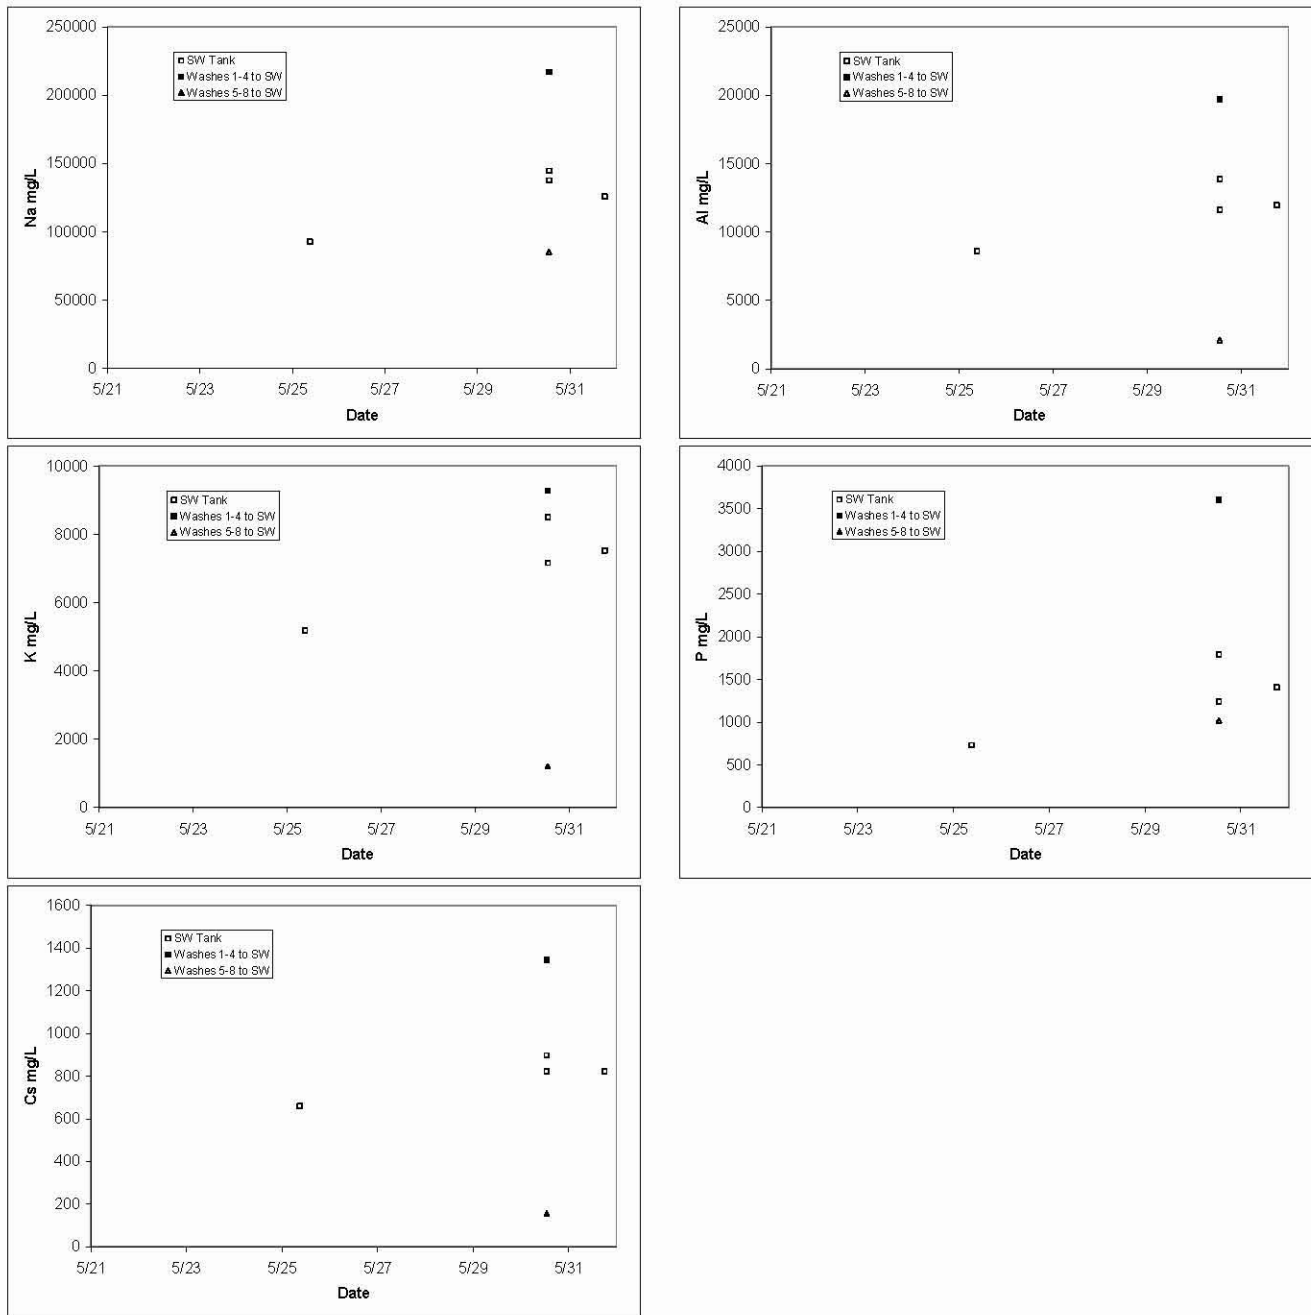 250000
200000
150000
100000
50000
0
Na mg/L
SW Tank
Washes 1-4 to SW
Washes 5-8 to SW
5/21 5/23 5/25 5/27 5/29 5/31
Date
25000
20000
15000
10000
5000
0
Al mg/L
SW Tank
Washes 1-4 to SW
Washes 5-8 to SW
5/21 5/23 5/25 5/27 5/29 5/31
Date
10000
8000
6000
4000
2000
0
K mg/L
SW Tank
Washes 1-4 to SW
Washes 5-8 to SW
5/21 5/23 5/25 5/27 5/29 5/31
Date
4000
3500
3000
2500
2000
1500
1000
500
0
P mg/L
SW Tank
Washes 1-4 to SW
Washes 5-8 to SW
5/21 5/23 5/25 5/27 5/29 5/31
Date
1600
1400
1200
1000
800
600
400
200
0
Cs mg/L
SW Tank
Washes 1-4 to SW
Washes 5-8 to SW
5/21 5/23 5/25 5/27 5/29 5/31
Date